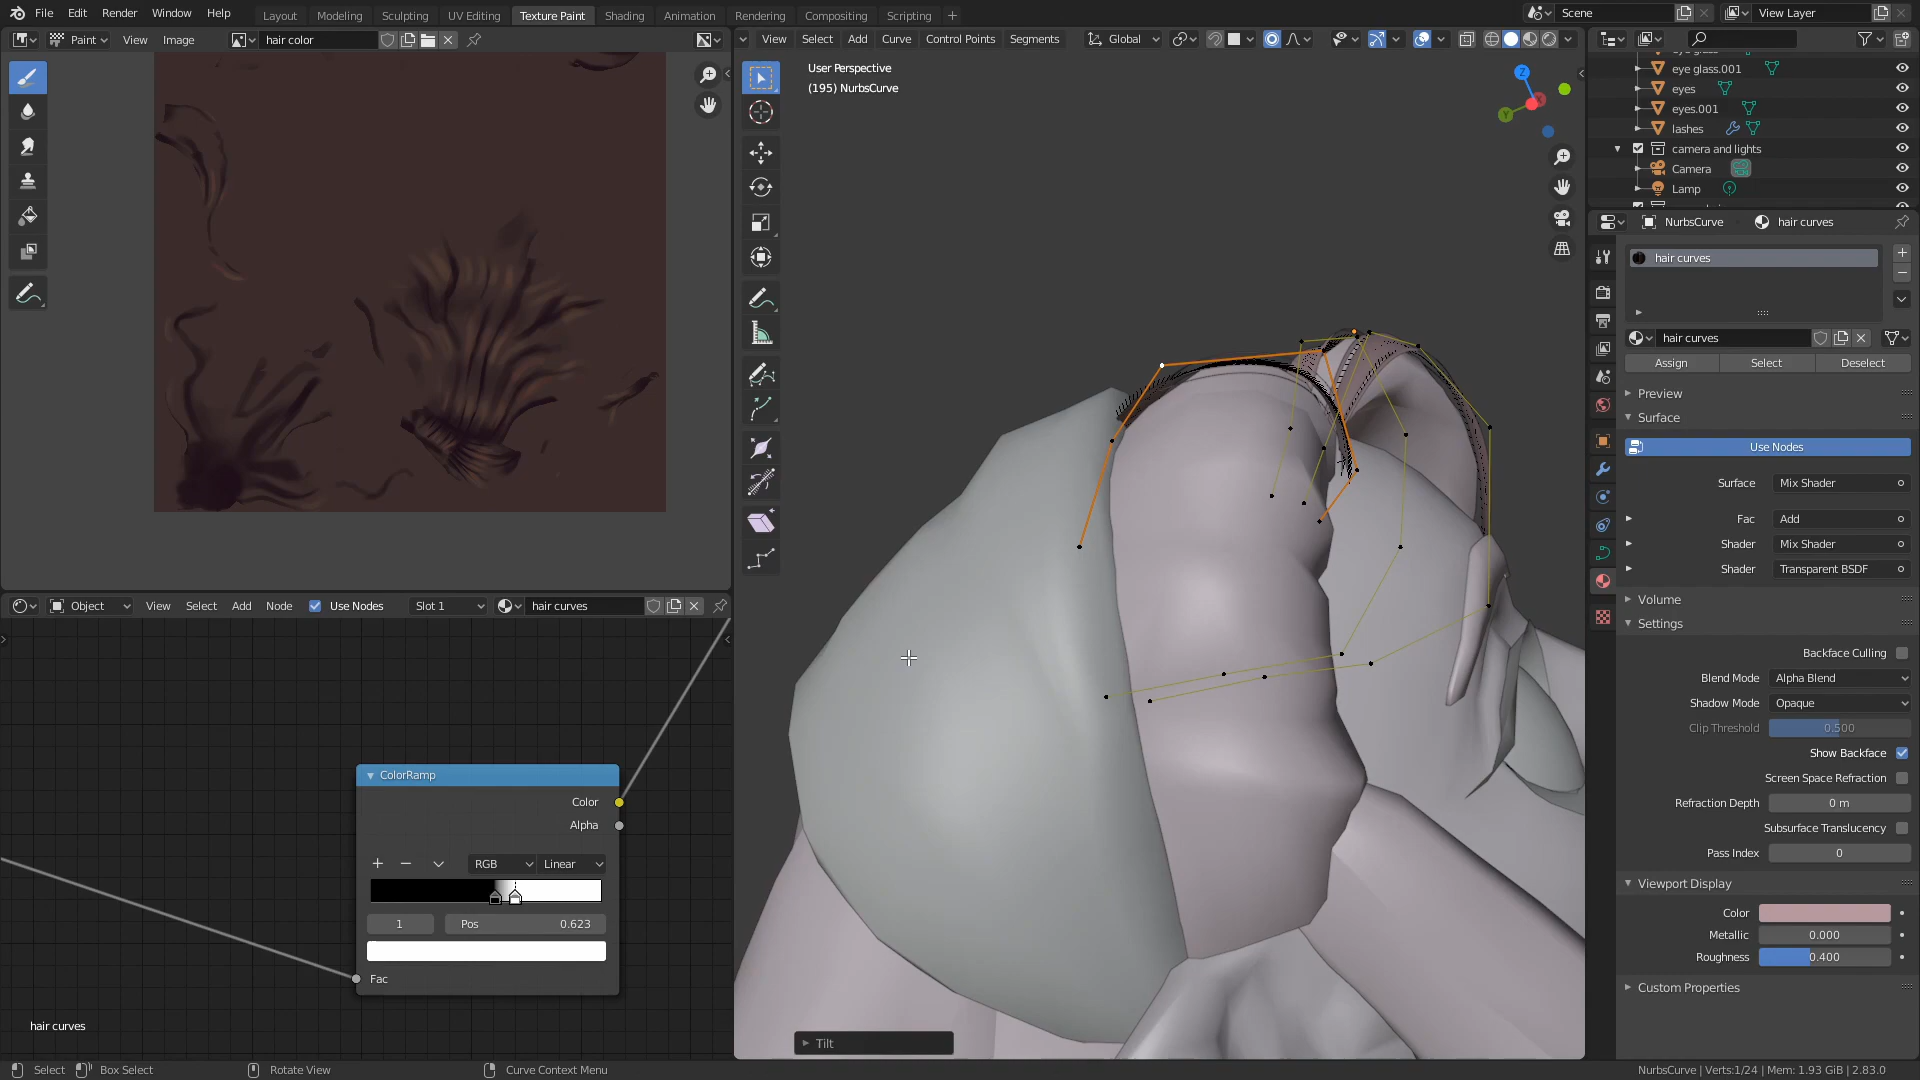 File Edit Render Window Help Layout Modeling Sculpting UV Editing Texture Paint Shading Animation Rendering Compositing Scripting + Scene View Layer
Paint View Image hair color
View Select Add Curve Control Points Segments Global
User Perspective
(195) NurbsCurve
Z
Y
eye glass.001
eyes
eyes.001
lashes
camera and lights
Camera
Lamp
NurbsCurve hair curves
hair curves
hair curves
Assign Select Deselect
Preview
Surface
Use Nodes
Surface Mix Shader
Fac Add
Shader Mix Shader
Shader Transparent BSDF
Volume
Settings
Backface Culling
Blend Mode Alpha Blend
Shadow Mode Opaque
Clip Threshold 0.500
Show Backface
Screen Space Refraction
Refraction Depth 0 m
Subsurface Translucency
Pass Index 0
Viewport Display
Color
Metallic 0.000
Roughness 0.400
Custom Properties
Object View Select Add Node Use Nodes Slot 1 hair curves
ColorRamp
Color
Alpha
RGB Linear
1 Pos 0.623
Fac
hair curves
Tilt
Select Box Select Rotate View Curve Context Menu NurbsCurve | Verts:1/24 | Mem: 1.93 GiB | 2.83.0